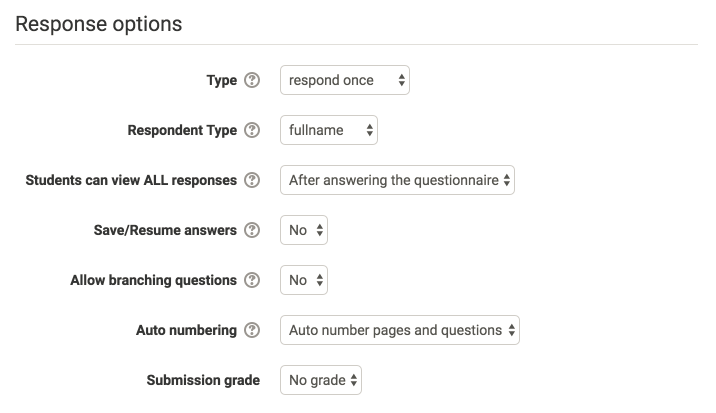 Response options
Type respond once
Respondent Type fullname
Students can view ALL responses After answering the questionnaire
Save/Resume answers No
Allow branching questions No
Auto numbering Auto number pages and questions
Submission grade No grade